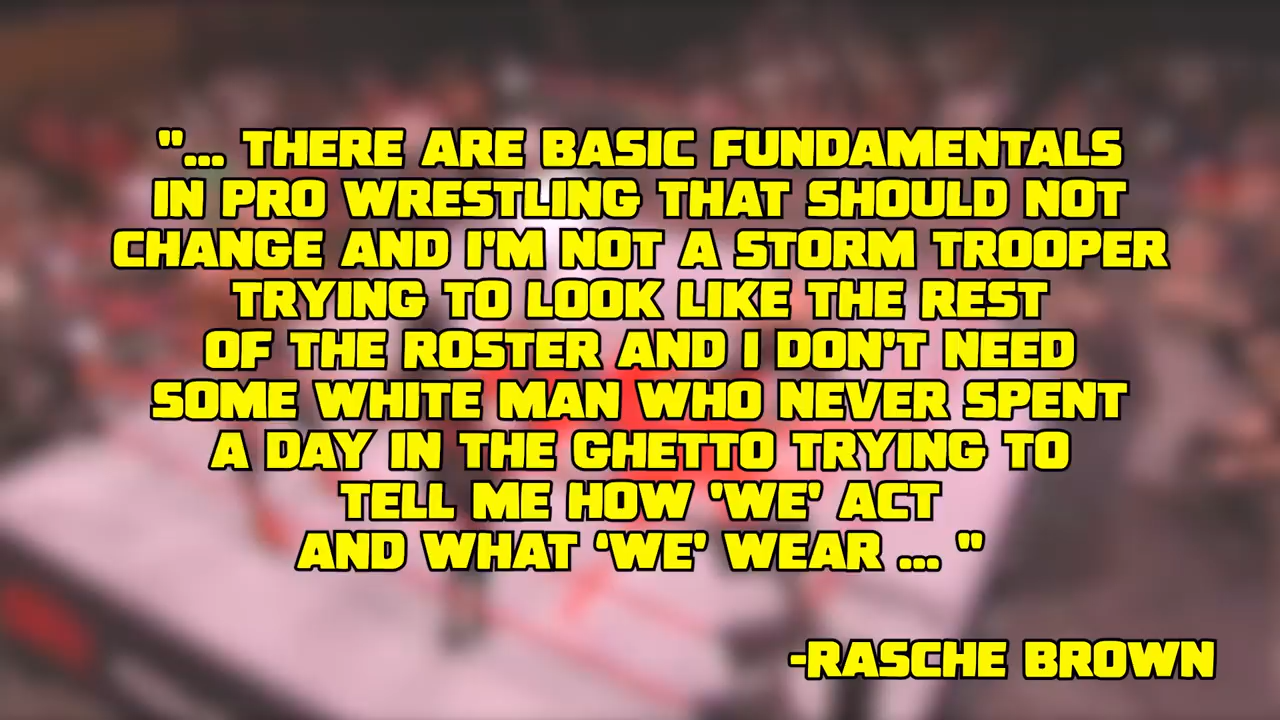 "... THERE ARE BASIC FUNDAMENTALS
IN PRO WRESTLING THAT SHOULD NOT
CHANGE AND I'M NOT A STORM TROOPER
TRYING TO LOOK LIKE THE REST
OF THE ROSTER AND I DON'T NEED
SOME WHITE MAN WHO NEVER SPENT
A DAY IN THE GHETTO TRYING TO
TELL ME HOW 'WE' ACT
AND WHAT 'WE' WEAR ... "
-RASCHE BROWN